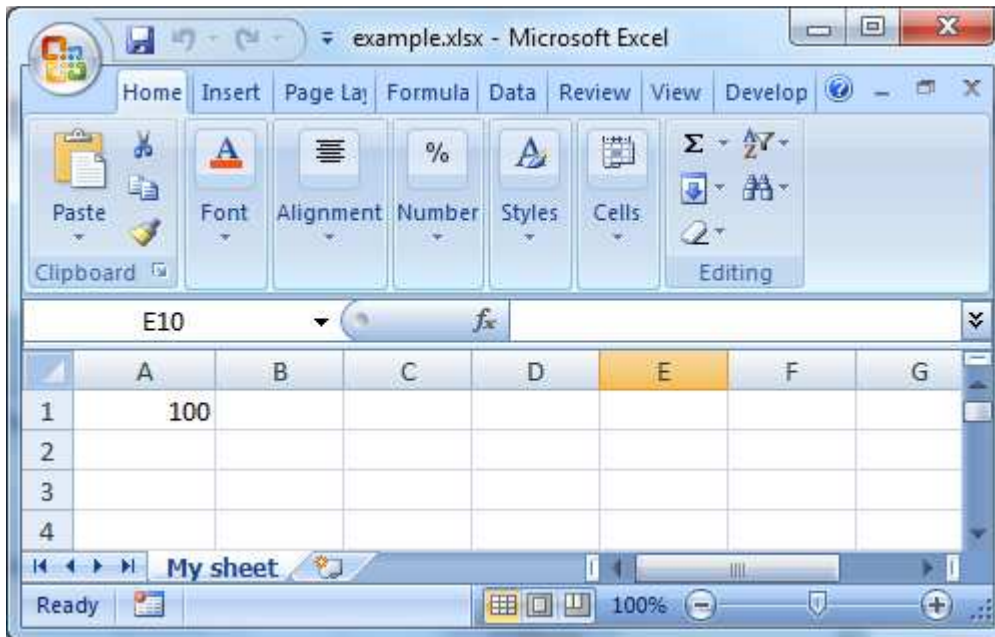 example.xlsx - Microsoft Excel
Home Insert Page Lay Formula Data Review View Develop
Paste Font Alignment Number Styles Cells
% Σ
Clipboard Editing
E10 fx
A B C D E F G
1 100
2
3
4
My sheet
Ready 100%